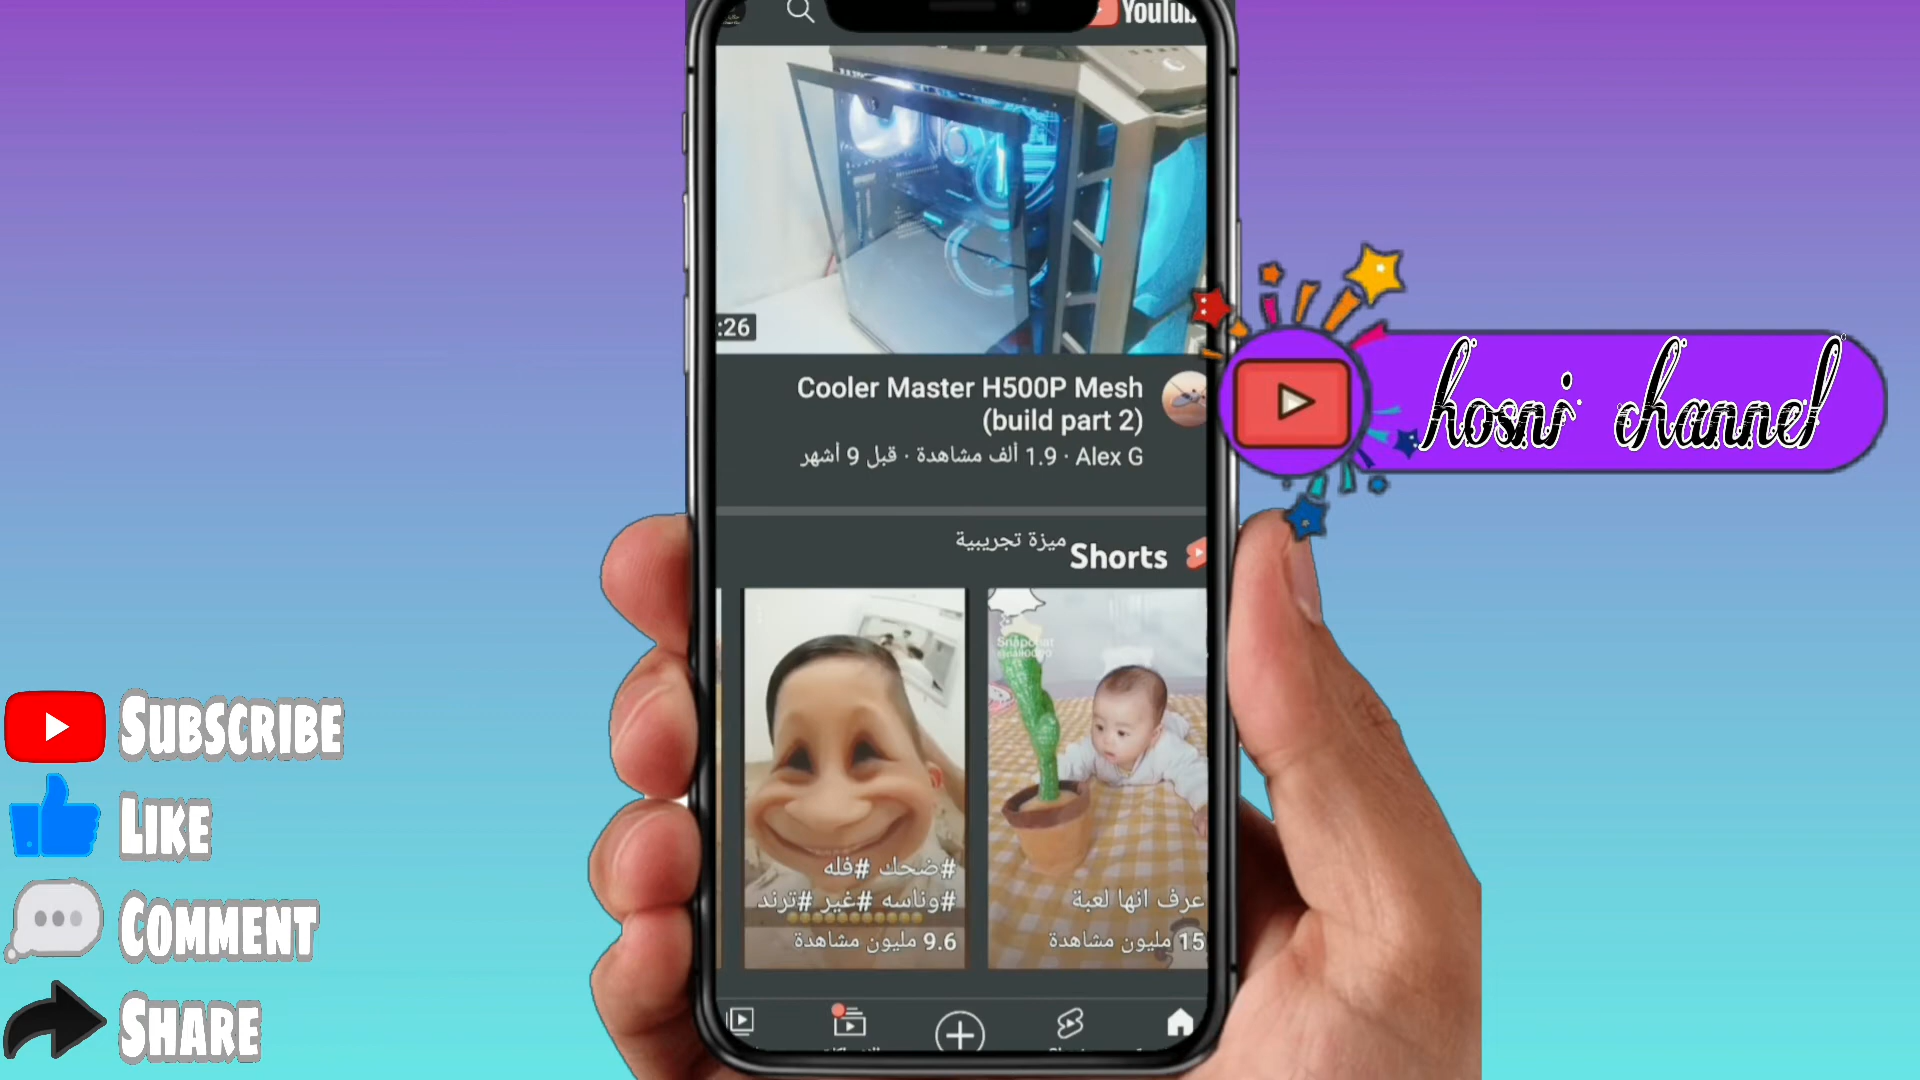 YouTub
:26
Cooler Master H500P Mesh
(build part 2)
Alex G · 1.9 ألف مشاهدة · قبل 9 أشهر
Shorts ميزة تجريبية
Snapchat
عرف انها لعبة
15 مليون مشاهدة
#ضحك #فله
#وناسه #غير #ترند
9.6 مليون مشاهدة
hosni channel
SUBSCRIBE
LIKE
COMMENT
SHARE